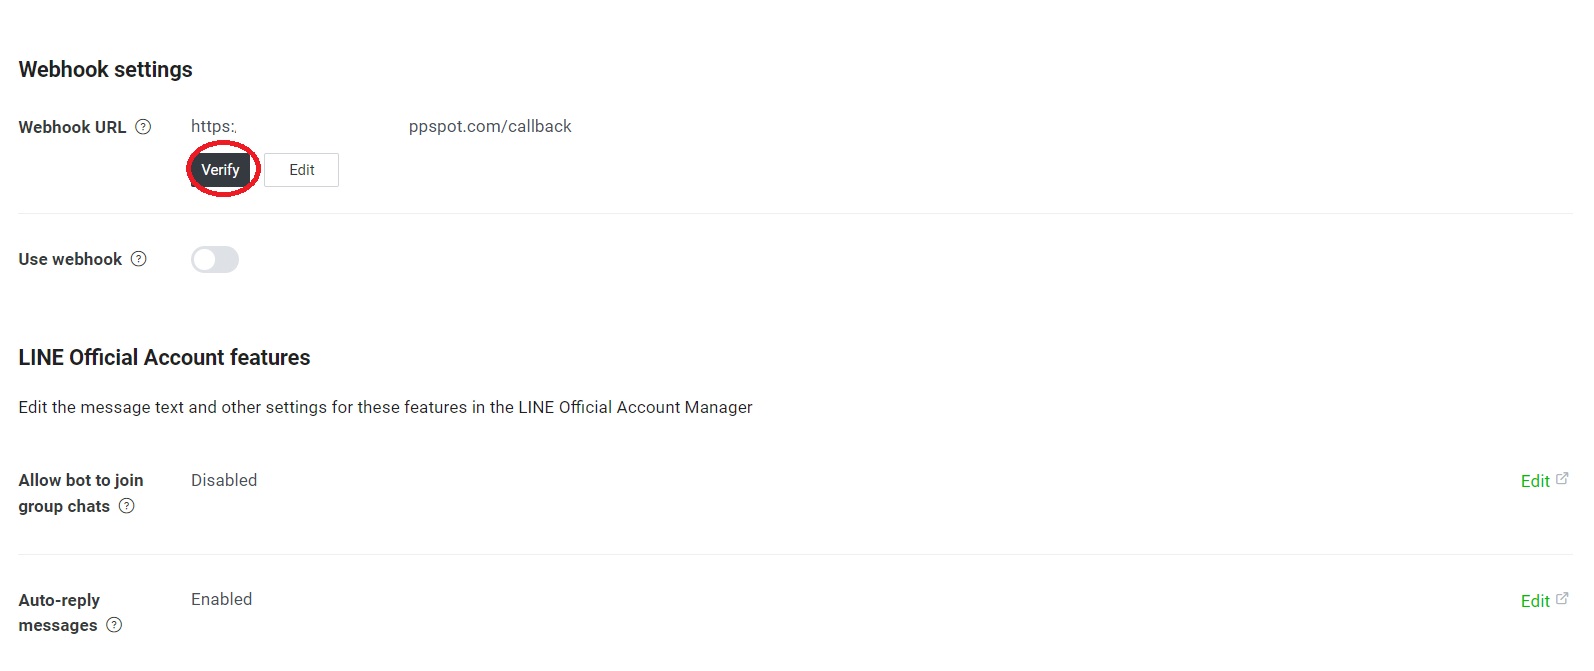 Webhook settings
Webhook URL ? https: ppspot.com/callback
Verify Edit
Use webhook ?
LINE Official Account features
Edit the message text and other settings for these features in the LINE Official Account Manager
Allow bot to join Disabled Edit
group chats ?
Auto-reply Enabled Edit
messages ?